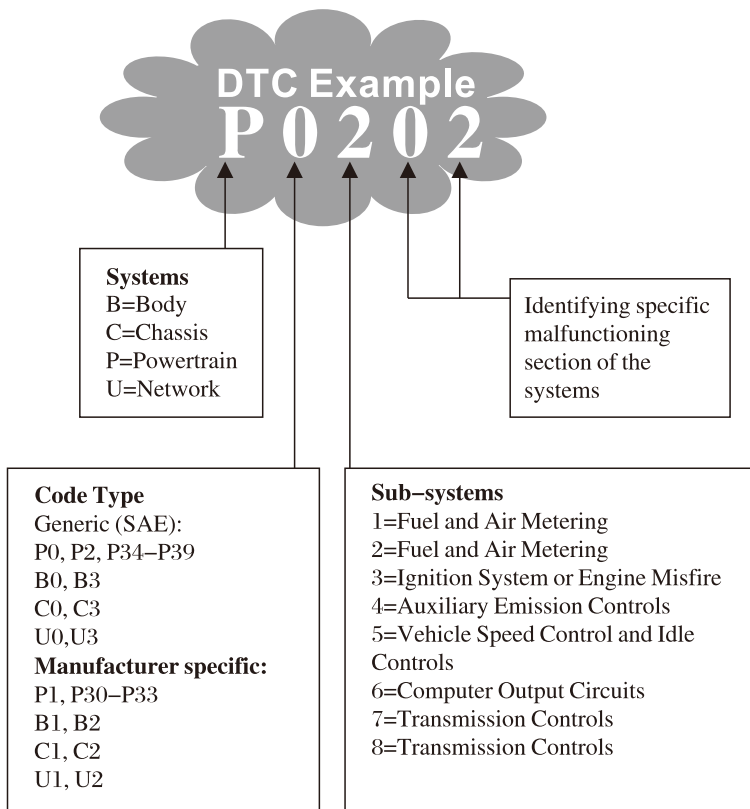 DTC Example
P0202
Systems
B=Body
C=Chassis
P=Powertrain
U=Network
Identifying specific
malfunctioning
section of the
systems
Code Type
Generic (SAE):
P0, P2, P34–P39
B0, B3
C0, C3
U0,U3
Manufacturer specific:
P1, P30–P33
B1, B2
C1, C2
U1, U2
Sub–systems
1=Fuel and Air Metering
2=Fuel and Air Metering
3=Ignition System or Engine Misfire
4=Auxiliary Emission Controls
5=Vehicle Speed Control and Idle
Controls
6=Computer Output Circuits
7=Transmission Controls
8=Transmission Controls